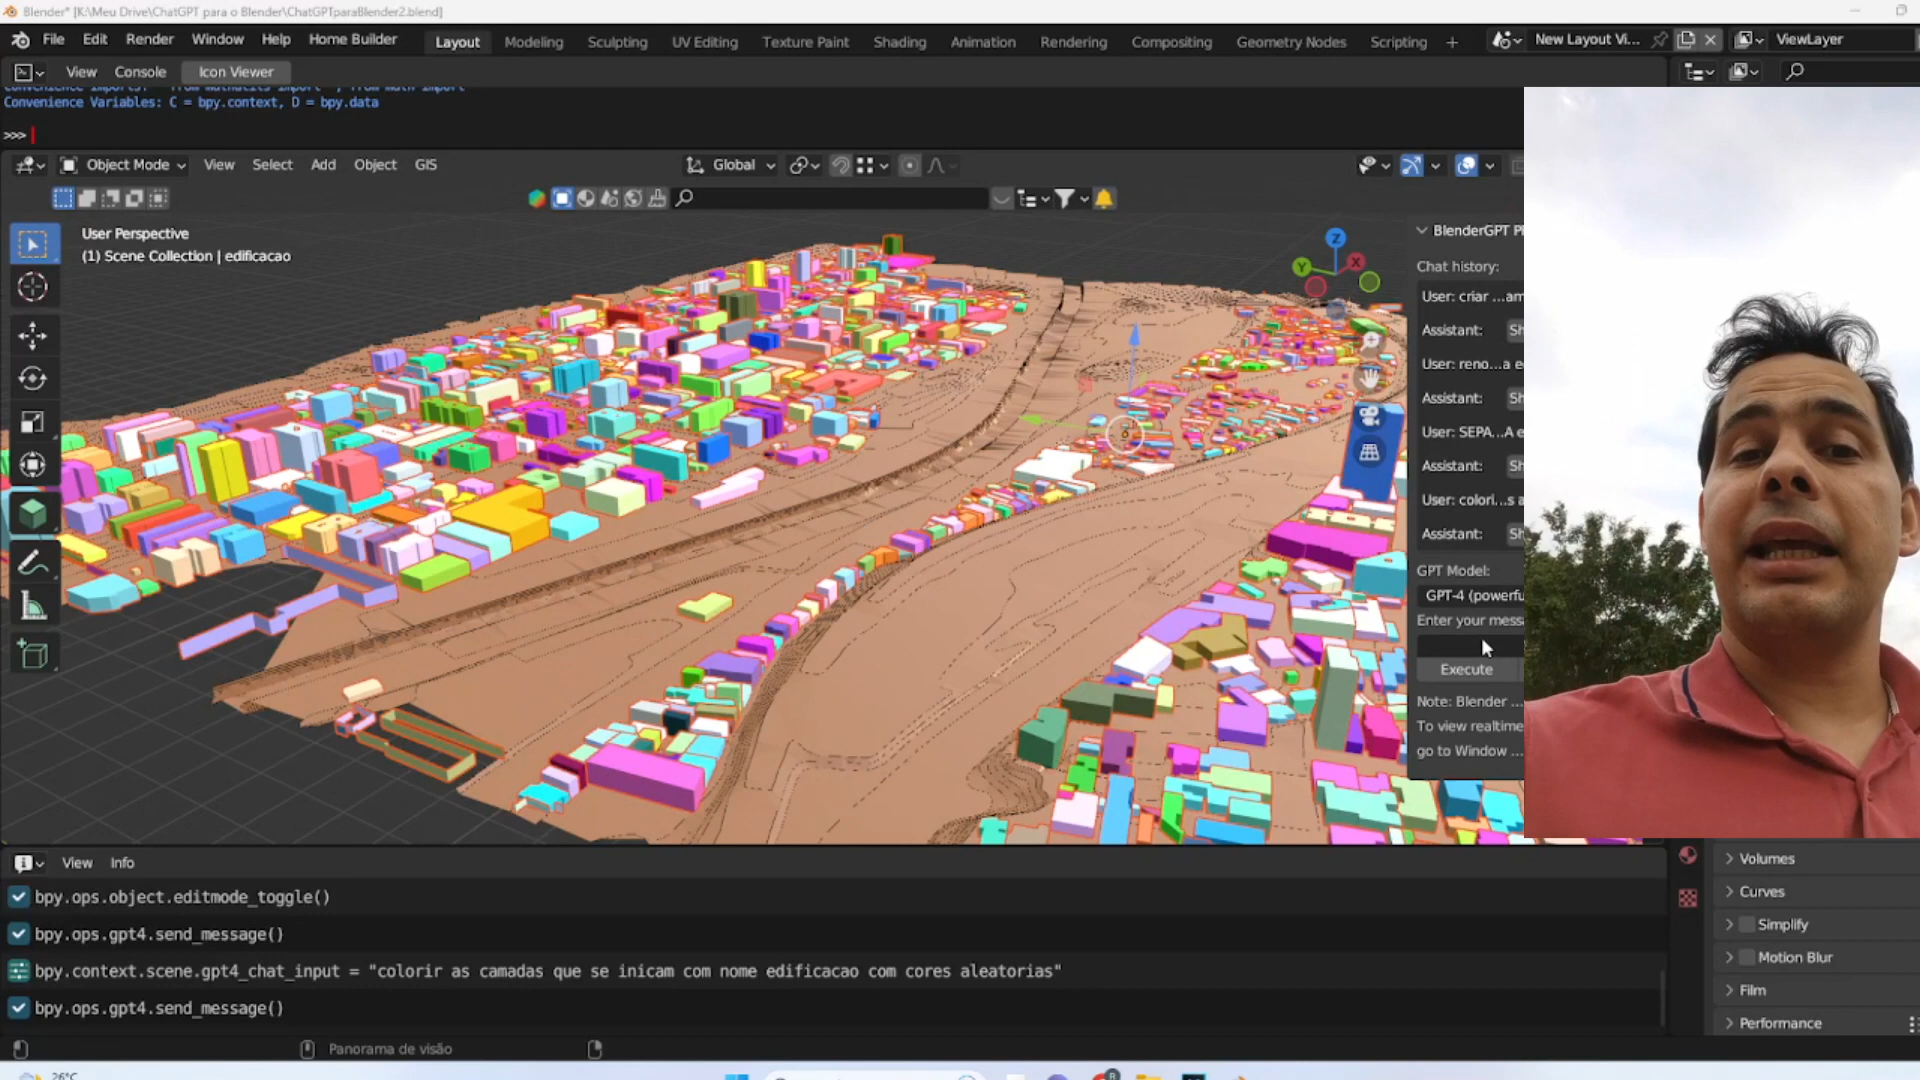 Blender* [K:\Meu Drive\ChatGPT para o Blender\ChatGPTparaBlender2.blend]
File Edit Render Window Help Home Builder Layout Modeling Sculpting UV Editing Texture Paint Shading Animation Rendering Compositing Geometry Nodes Scripting + New Layout Vi... ViewLayer
View Console Icon Viewer
Convenience Variables: C = bpy.context, D = bpy.data
>>>
Object Mode View Select Add Object GIS Global
User Perspective
(1) Scene Collection | edificacao
Z
Y
X
BlenderGPT
Chat history:
User: criar ...am
Assistant:
User: reno...a e
Assistant:
User: SEPA...A e
Assistant:
User: colori...s a
Assistant:
GPT Model:
GPT-4 (powerfu
Enter your mess
Execute
Note: Blender ...
To view realtime
go to Window ...
View Info
bpy.ops.object.editmode_toggle()
bpy.ops.gpt4.send_message()
bpy.context.scene.gpt4_chat_input = "colorir as camadas que se inicam com nome edificacao com cores aleatorias"
bpy.ops.gpt4.send_message()
Volumes
Curves
Simplify
Motion Blur
Film
Performance
Panorama de visão
26°C